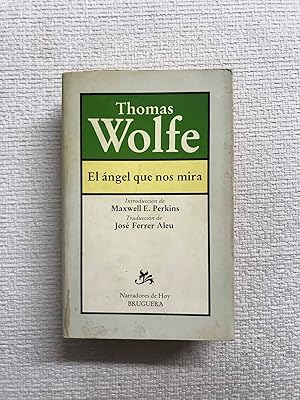 Thomas
Wolfe
El ángel que nos mira
Introducción de
Maxwell E. Perkins
Traducción de
José Ferrer Aleu
Narradores de Hoy
BRUGUERA